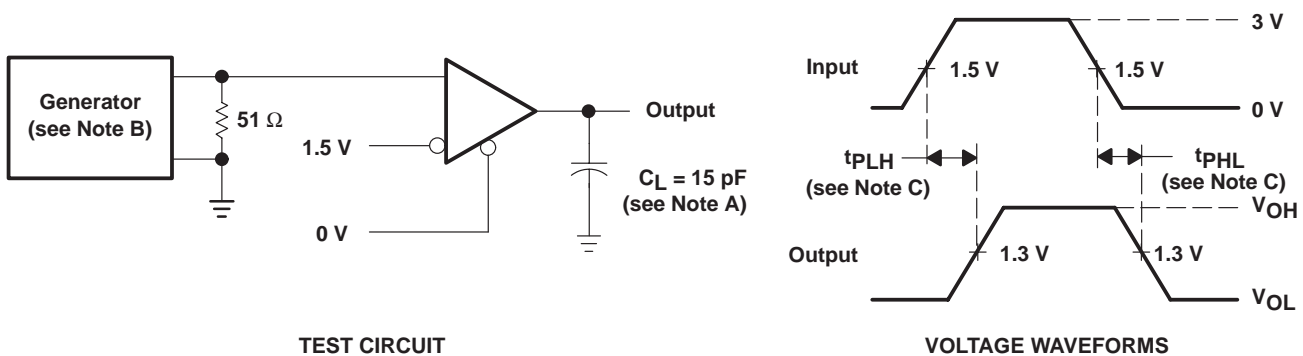 Generator
(see Note B)
51 Ω
1.5 V
0 V
Output
CL = 15 pF
(see Note A)
TEST CIRCUIT
Input
3 V
1.5 V
1.5 V
0 V
tPLH
(see Note C)
tPHL
(see Note C)
Output
VOH
1.3 V
1.3 V
VOL
VOLTAGE WAVEFORMS